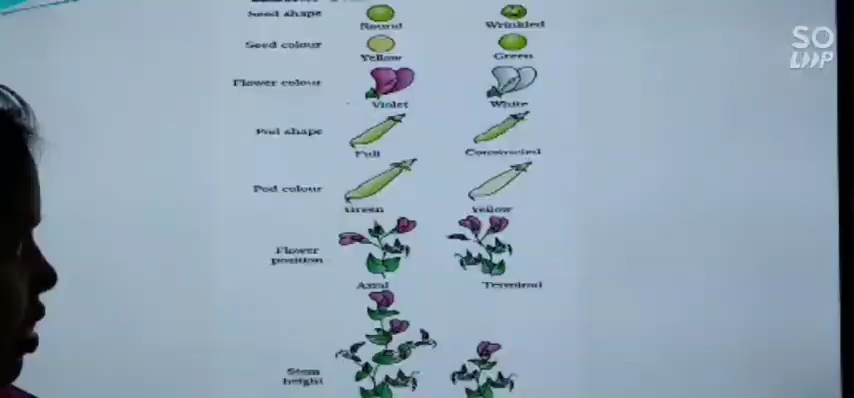 Seed shape
Round
Wrinkled
Seed colour
Yellow
Green
Flower colour
Violet
White
Pod shape
Full
Constricted
Pod colour
Green
Yellow
Flower
position
Axial
Terminal
Stem
height
SO
LOOP